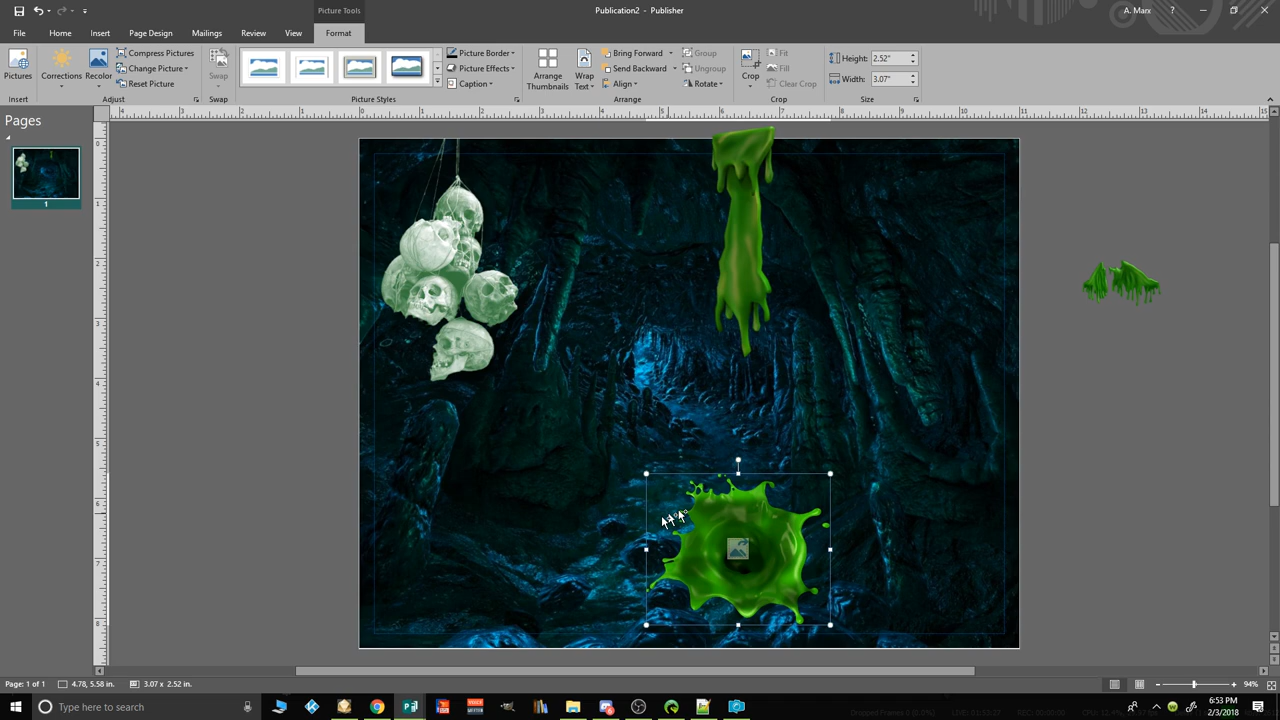 Picture Tools
Publication2 - Publisher
A. Marx
?
File
Home
Insert
Page Design
Mailings
Review
View
Format
Pictures
Corrections
Recolor
Compress Pictures
Change Picture
Reset Picture
Swap
Picture Border
Picture Effects
Caption
Arrange Thumbnails
Wrap Text
Bring Forward
Send Backward
Align
Group
Ungroup
Rotate
Crop
Fit
Fill
Clear Crop
Height: 2.52"
Width: 3.07"
Insert
Adjust
Swap
Picture Styles
Arrange
Crop
Size
Pages
1
Page: 1 of 1
4.78, 5.58 in.
3.07 x 2.52 in.
94%
Type here to search
6:53 PM
2/3/2018